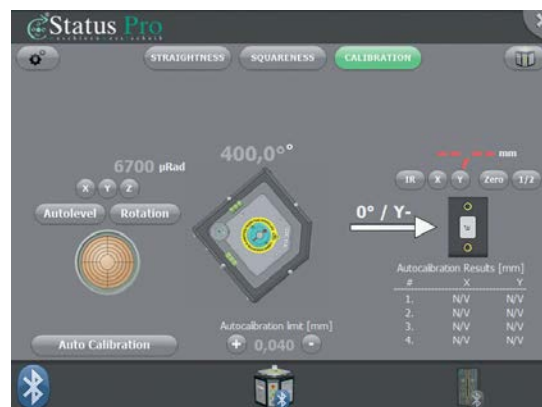 Status Pro
maschinenmesstechnik
STRAIGHTNESS SQUARENESS CALIBRATION
6700 µRad
400,0°°
-- --,-- -- -- mm
X Y Z
IR X Y Zero 1/2
Autolevel Rotation
0° / Y-
Autocalibration Results [mm]
# X Y
1. N/V N/V
2. N/V N/V
3. N/V N/V
4. N/V N/V
Autocalibration limit [mm]
Auto Calibration
+ 0,040 -